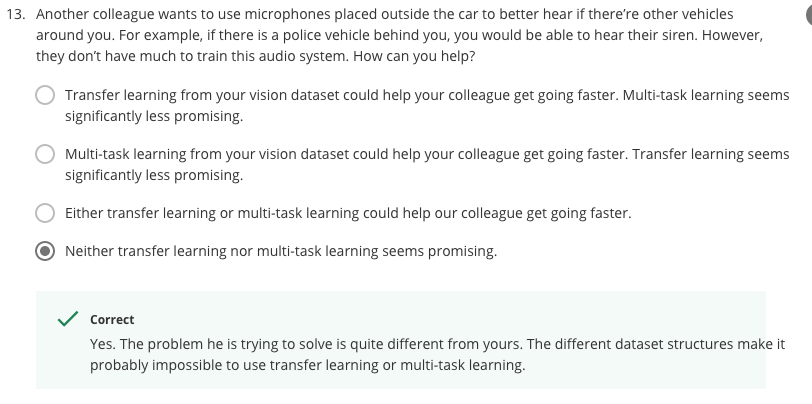 13. Another colleague wants to use microphones placed outside the car to better hear if there're other vehicles
around you. For example, if there is a police vehicle behind you, you would be able to hear their siren. However,
they don't have much to train this audio system. How can you help?
Transfer learning from your vision dataset could help your colleague get going faster. Multi-task learning seems
significantly less promising.
Multi-task learning from your vision dataset could help your colleague get going faster. Transfer learning seems
significantly less promising.
Either transfer learning or multi-task learning could help our colleague get going faster.
Neither transfer learning nor multi-task learning seems promising.
Correct
Yes. The problem he is trying to solve is quite different from yours. The different dataset structures make it
probably impossible to use transfer learning or multi-task learning.